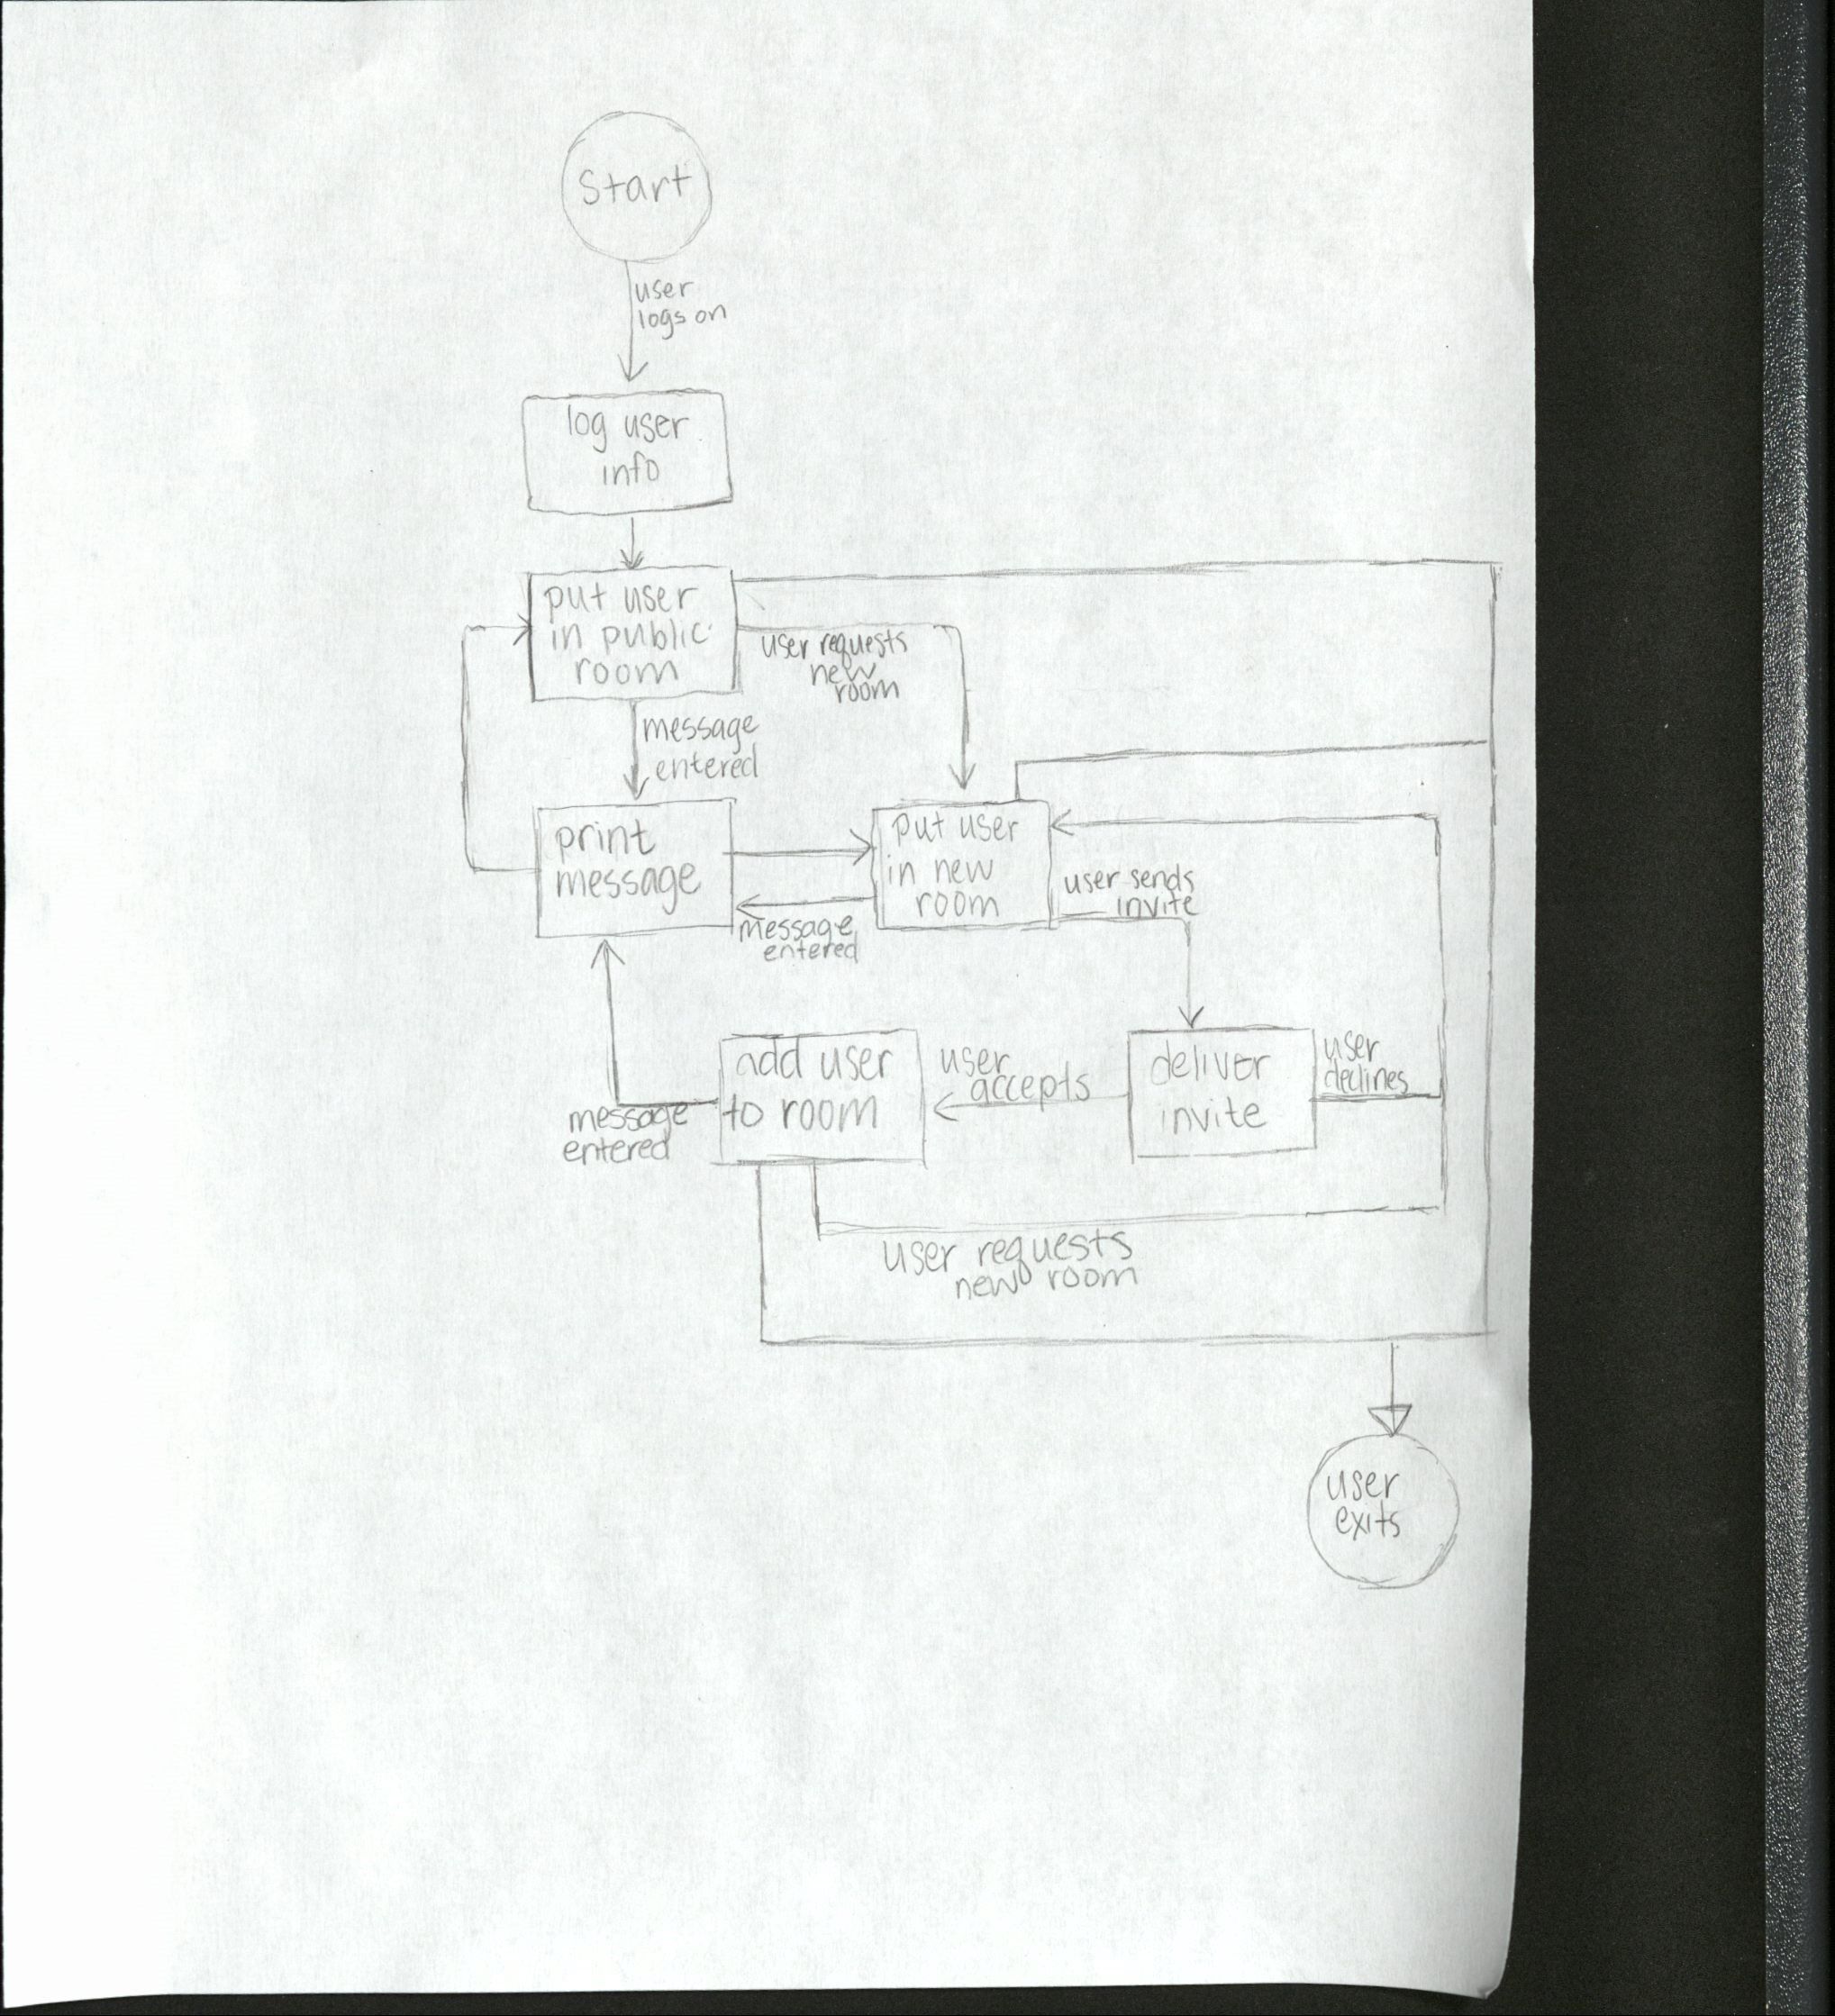 Start
user
logs on
log user
info
put user
in public
room
user requests
new
room
message
entered
print
message
put user
in new
room
user sends
invite
message
entered
add user
to room
user
accepts
deliver
invite
user
declines
message
entered
user requests
new room
user
exits